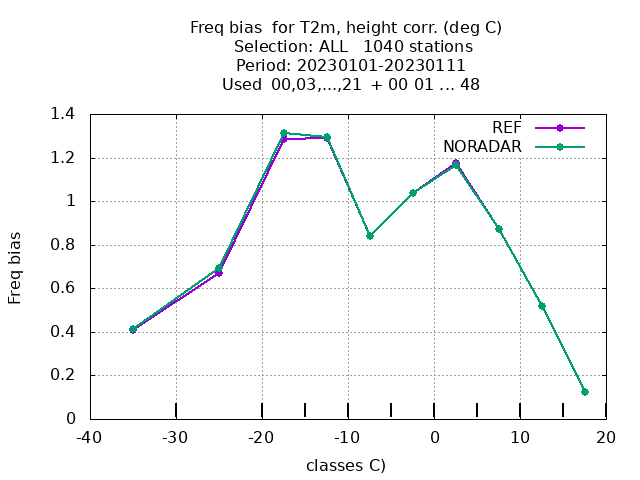 Freq bias  for T2m, height corr. (deg C)
Selection: ALL   1040 stations
Period: 20230101-20230111
Used  00,03,...,21  + 00 01 ... 48
REF
NORADAR
1.4
1.2
1
0.8
0.6
0.4
0.2
0
Freq bias
-40 -30 -20 -10 0 10 20
classes C)